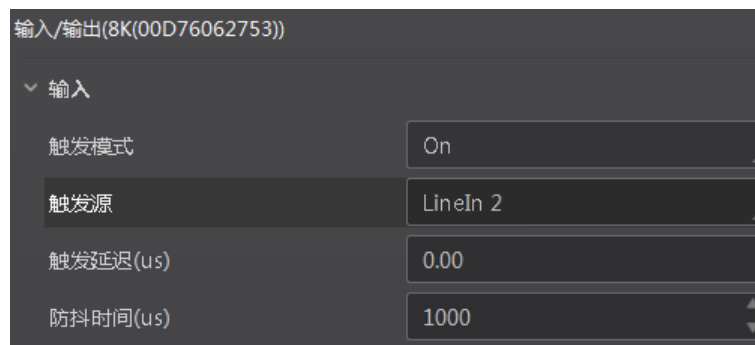 输入/输出(8K(00D76062753))
输入
触发模式 On
触发源 LineIn 2
触发延迟(us) 0.00
防抖时间(us) 1000